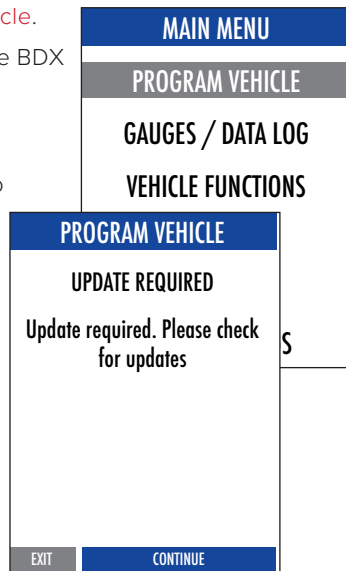 cle.
e BDX
MAIN MENU
PROGRAM VEHICLE
GAUGES / DATA LOG
VEHICLE FUNCTIONS
S
PROGRAM VEHICLE
UPDATE REQUIRED
Update required. Please check
for updates
EXIT
CONTINUE